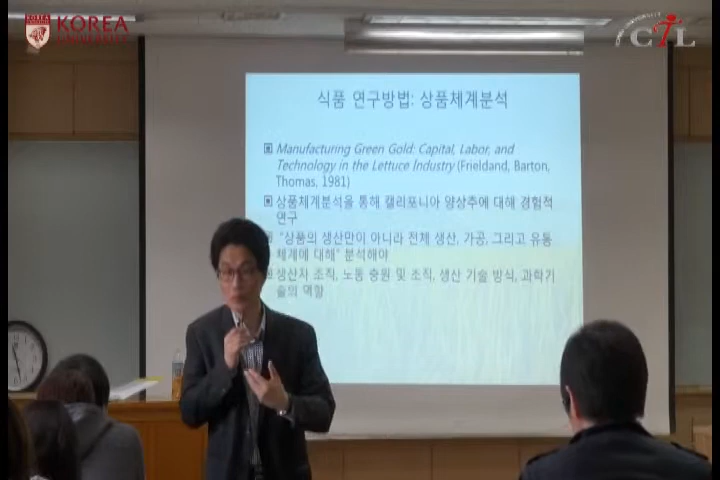 KOREA
UNIVERSITY
CTL
식품 연구방법: 상품체계분석
▣ Manufacturing Green Gold: Capital, Labor, and
Technology in the Lettuce Industry (Frieldand, Barton,
Thomas, 1981)
▣ 상품체계분석을 통해 캘리포니아 양상추에 대해 경험적
연구
"상품의 생산만이 아니라 전체 생산, 가공, 그리고 유통
체계에 대해" 분석해야
생산자 조직, 노동 충원 및 조직, 생산 기술 방식, 과학기
술의 역할